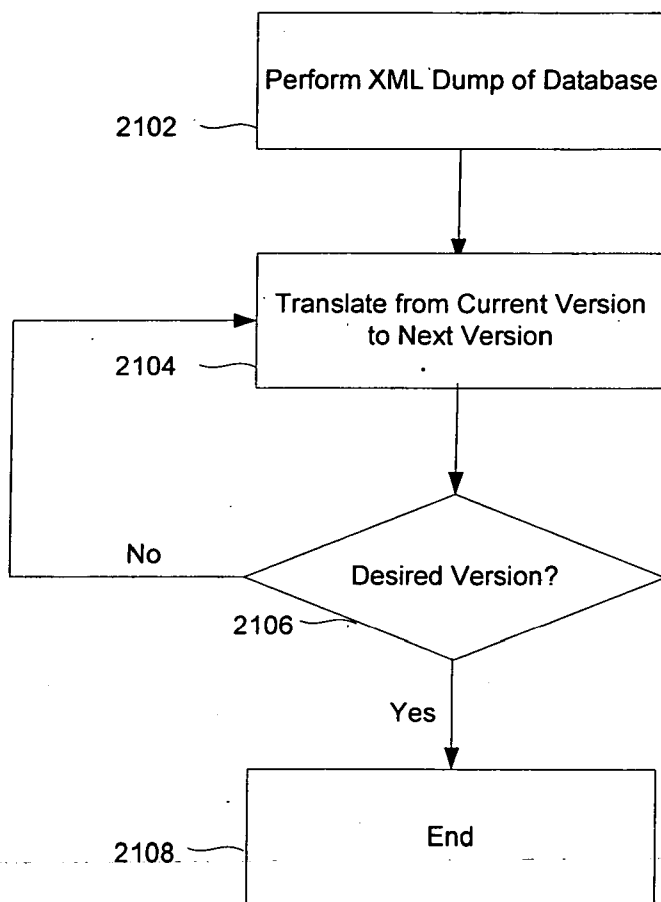 Perform XML Dump of Database
2102
Translate from Current Version
to Next Version
2104
No
Desired Version?
2106
Yes
End
2108